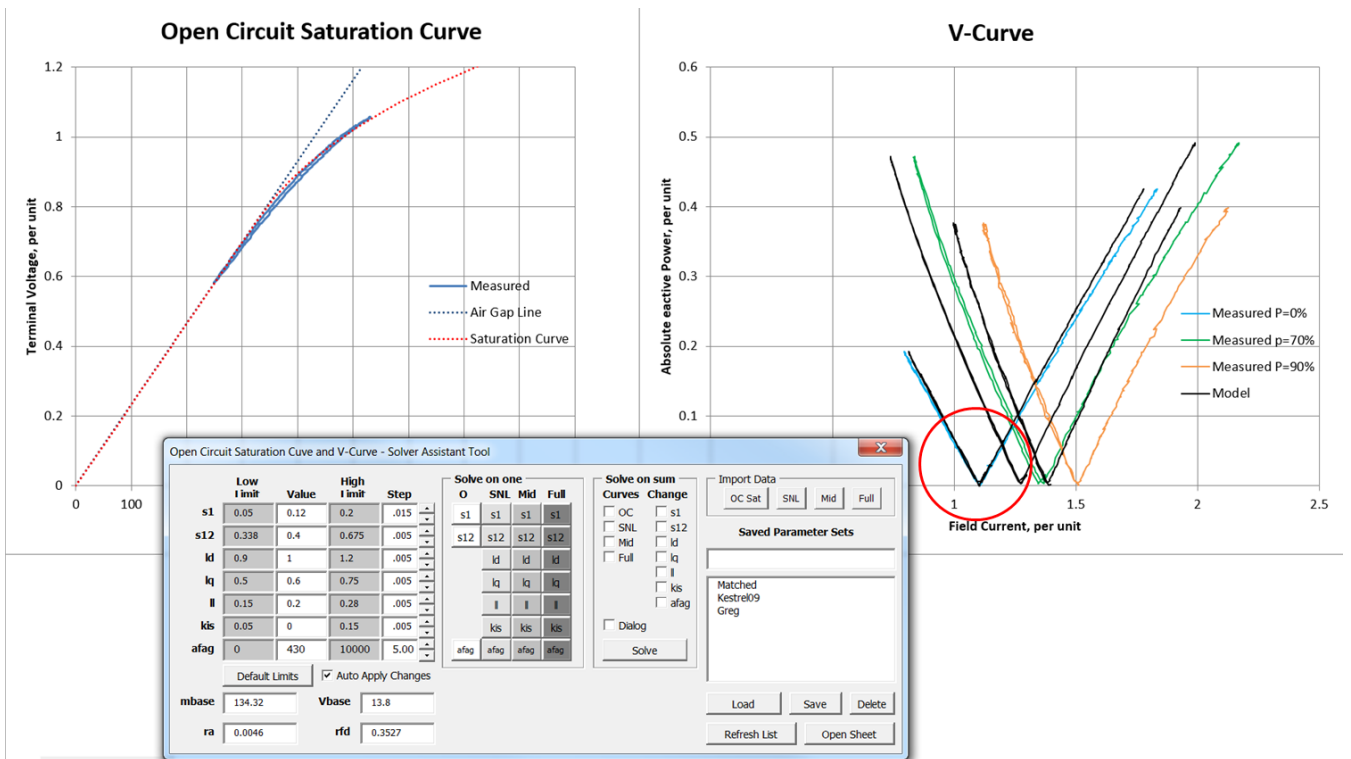 Open Circuit Saturation Curve
1.2
1
0.8
0.6
0.4
0.2
0
0
100
Terminal Voltage, per unit
Measured
Air Gap Line
Saturation Curve
V-Curve
0.6
0.5
0.4
0.3
0.2
0.1
1
1.5
2
2.5
Absolute eactive Power, per unit
Field Current, per unit
Measured P=0%
Measured p=70%
Measured P=90%
Model
Open Circuit Saturation Cuve and V-Curve - Solver Assistant Tool
X
Low Limit Value High Limit Step
s1 0.05 0.12 0.2 .015
s12 0.338 0.4 0.675 .005
ld 0.9 1 1.2 .005
lq 0.5 0.6 0.75 .005
ll 0.15 0.2 0.28 .005
kis 0.05 0 0.15 .005
afag 0 430 10000 5.00
Default Limits Auto Apply Changes
mbase 134.32 Vbase 13.8
ra 0.0046 rfd 0.3527
Solve on one
O SNL Mid Full
s1 s1 s1 s1
s12 s12 s12 s12
ld ld ld
lq lq lq
ll ll ll
kis kis kis
afag afag afag afag
Solve on sum
Curves Change
OC s1
SNL s12
Mid ld
Full lq
ll
kis
afag
Dialog
Solve
Import Data
OC Sat SNL Mid Full
Saved Parameter Sets
Matched
Kestrel09
Greg
Load Save Delete
Refresh List Open Sheet